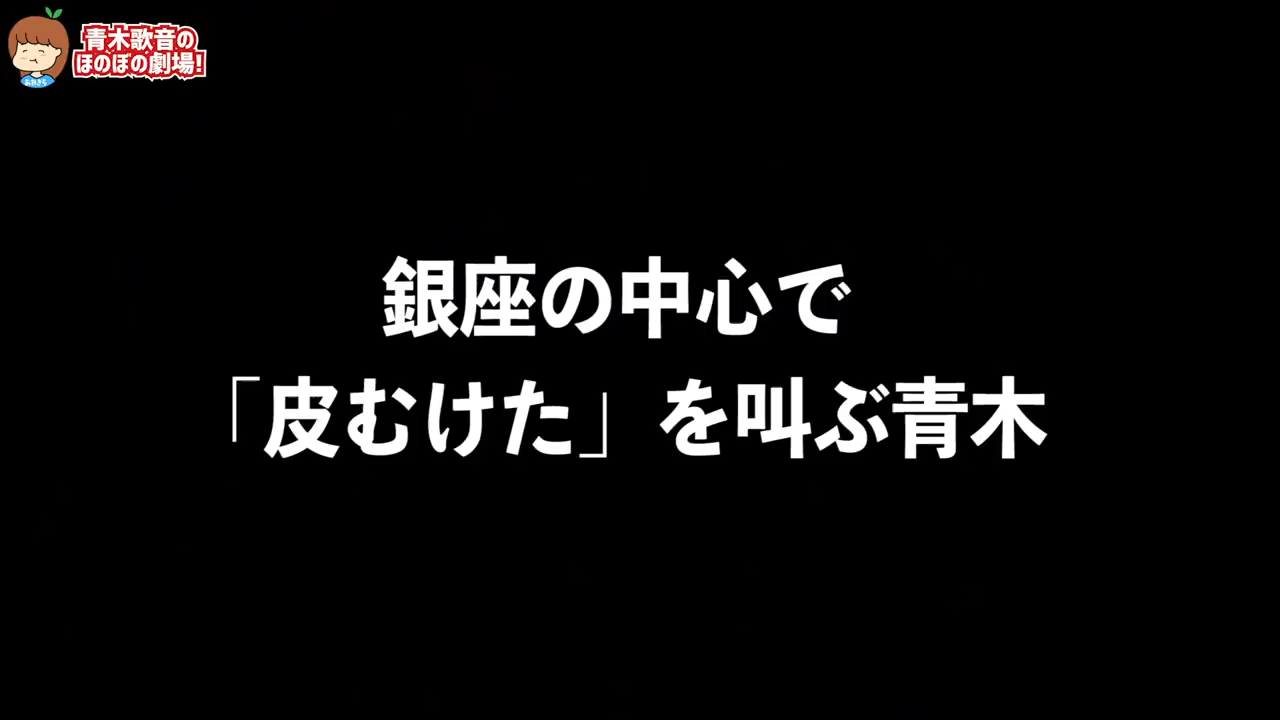 青木歌音の
ほのぼの劇場!
銀座の中心で
「皮むけた」を叫ぶ青木